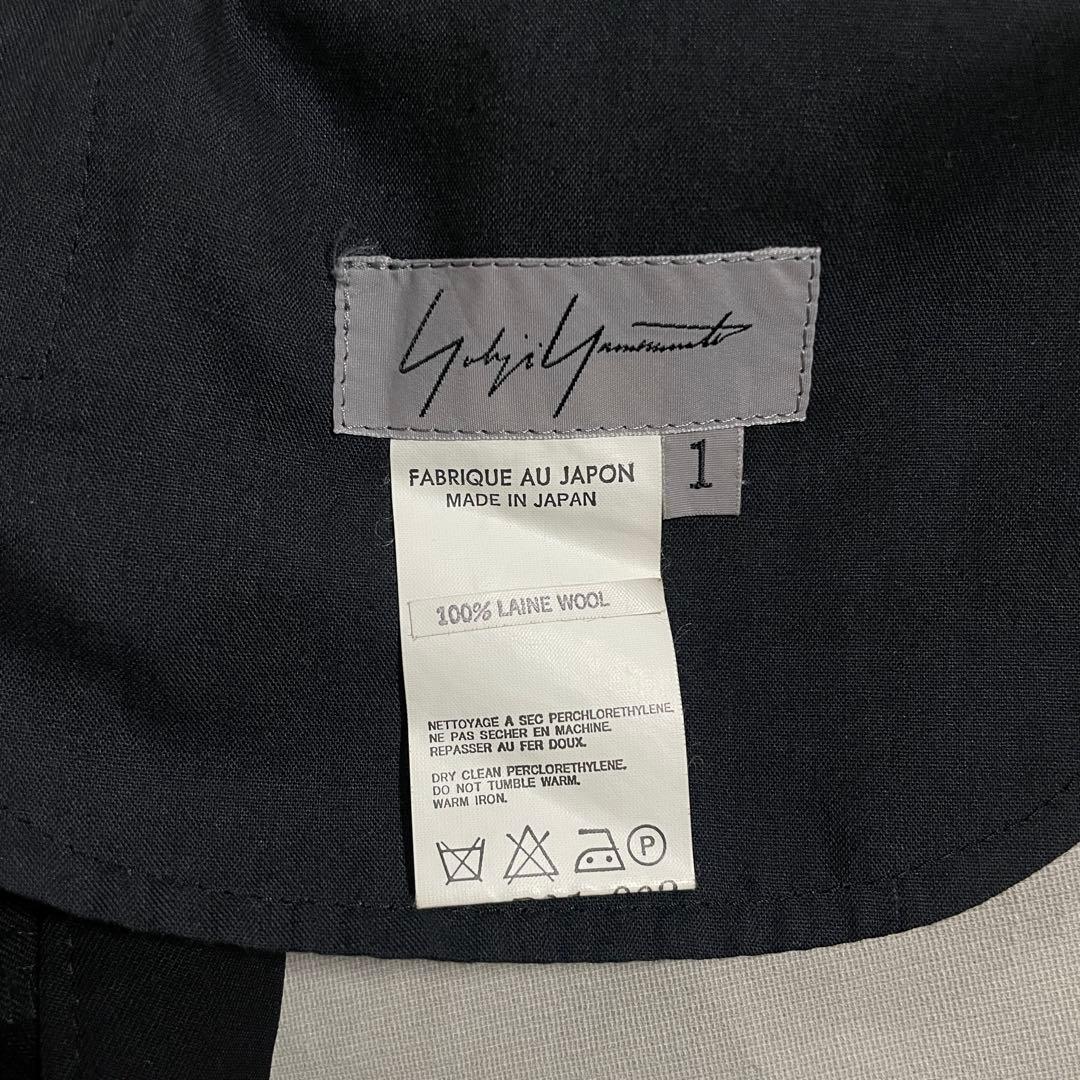 Yohji Yamamoto
1
FABRIQUE AU JAPON
MADE IN JAPAN
100% LAINE WOOL
NETTOYAGE A SEC PERCHLORETHYLENE.
NE PAS SECHER EN MACHINE.
REPASSER AU FER DOUX.
DRY CLEAN PERCLORETHYLENE.
DO NOT TUMBLE WARM.
WARM IRON.
P